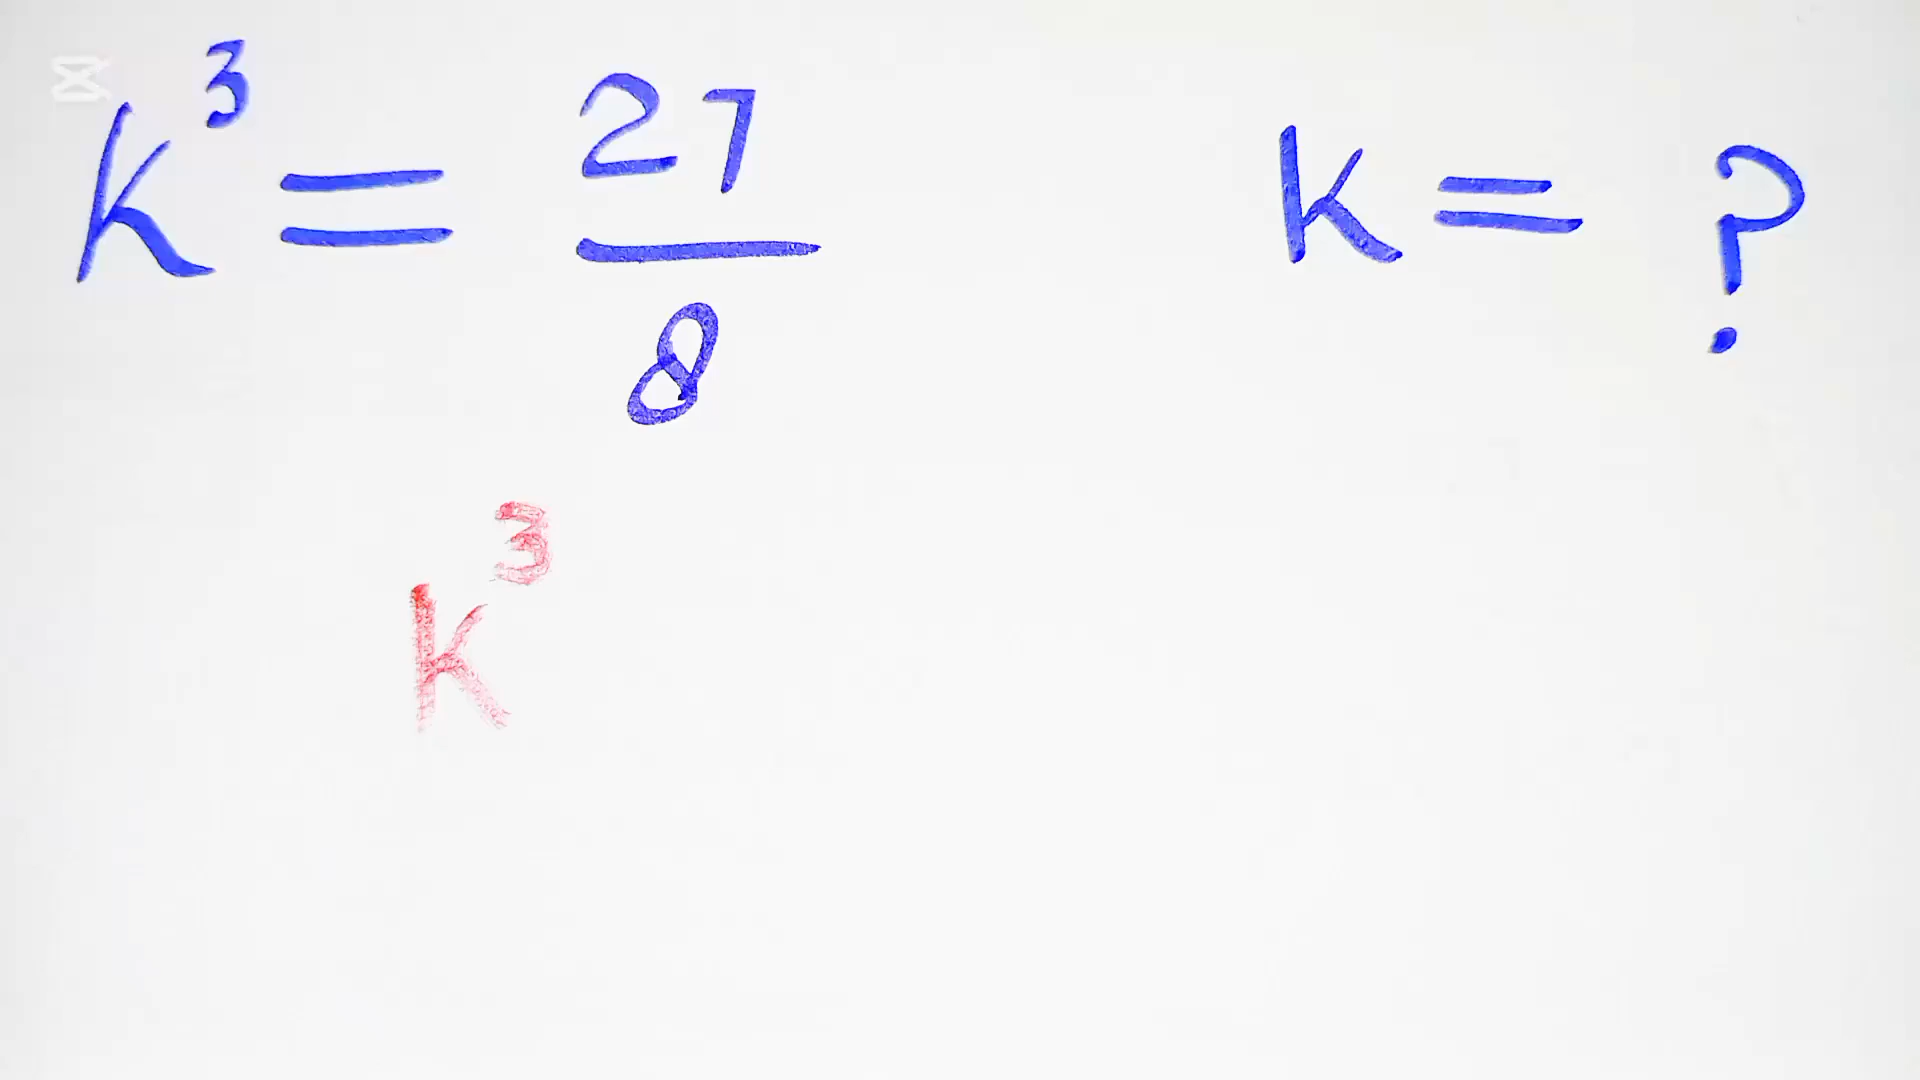 K³ = 27/8 k = ?
K³